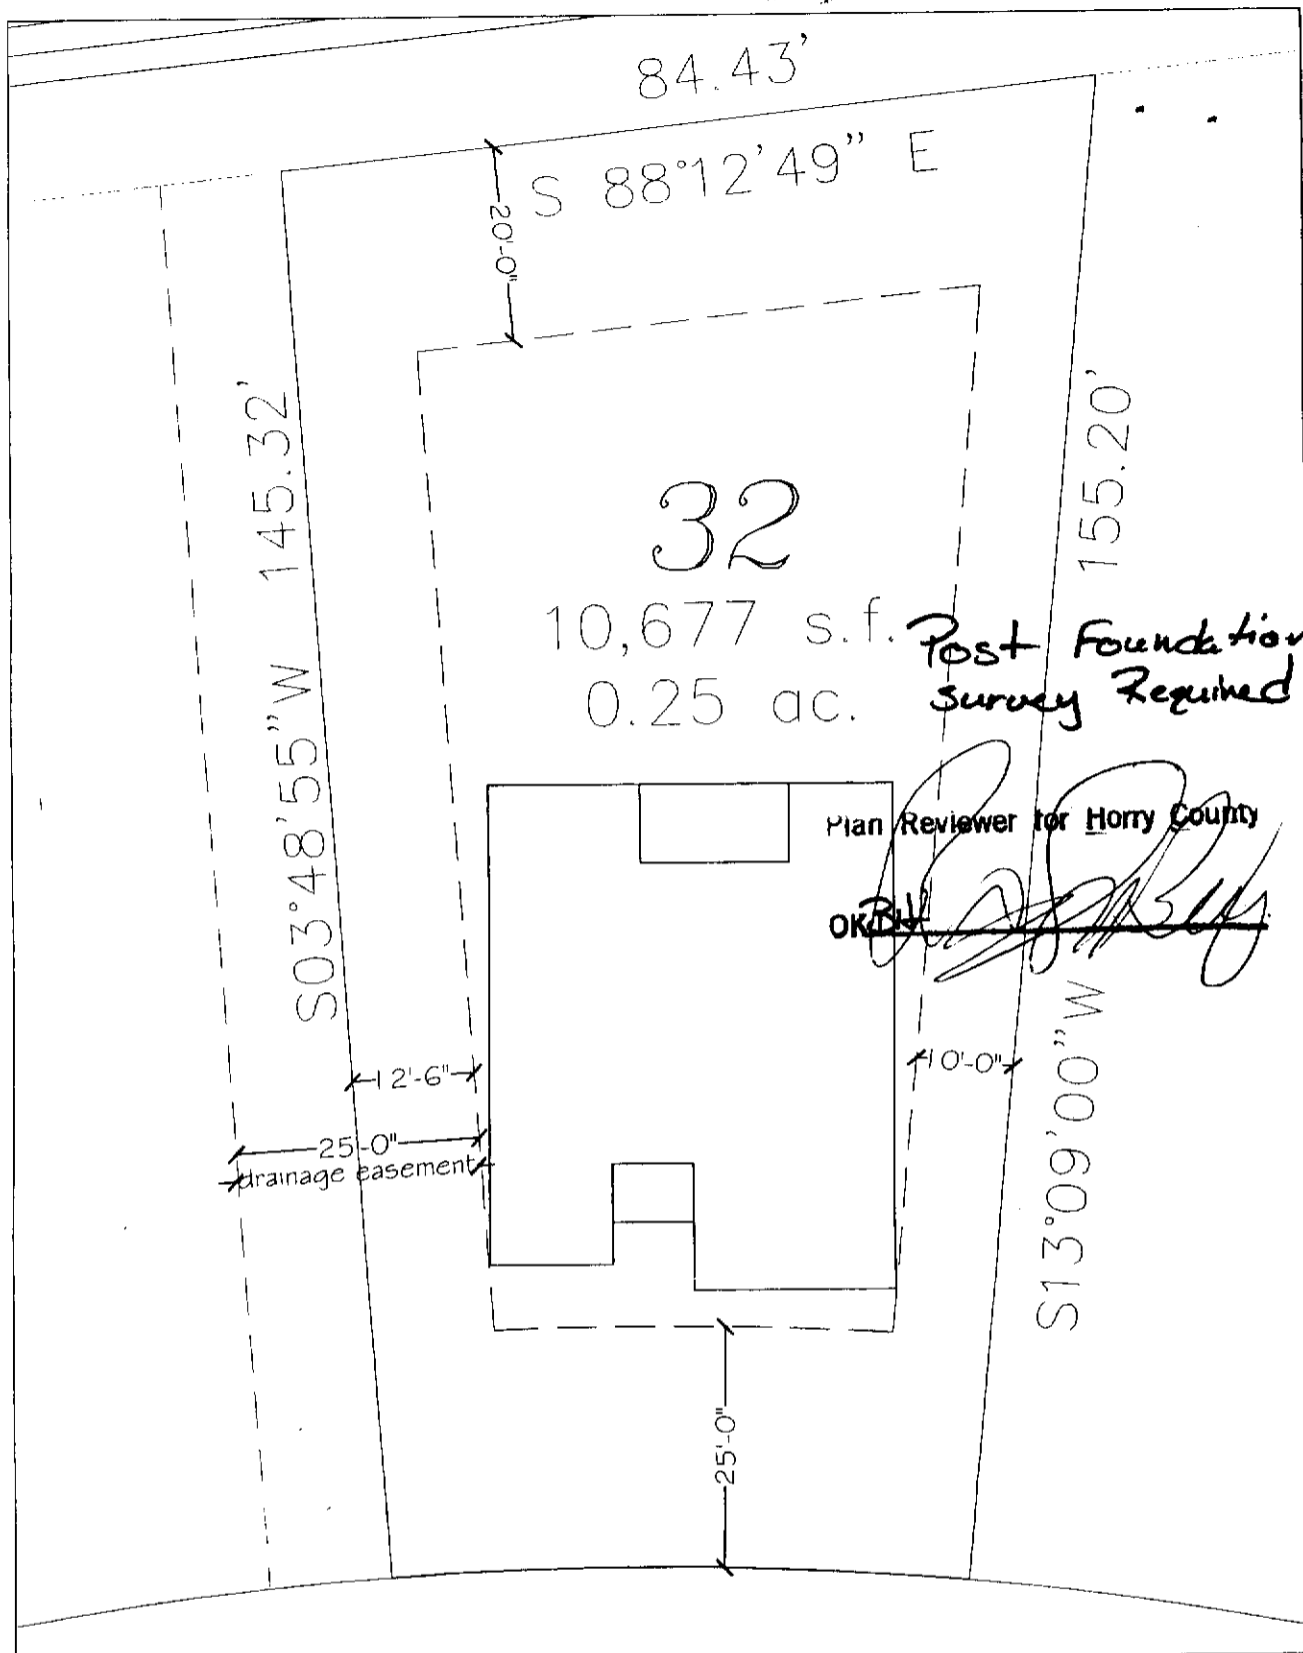 84.43'
S 88°12'49" E
20'-0"
S03°48'55"W 145.32'
155.20'
32
10,677 s.f.
0.25 ac.
Post Foundation
survey Required
Plan Reviewer for Horry County
OK BH
12'-6"
10'-0"
25'-0"
drainage easement
S13°09'00"W
25'-0"